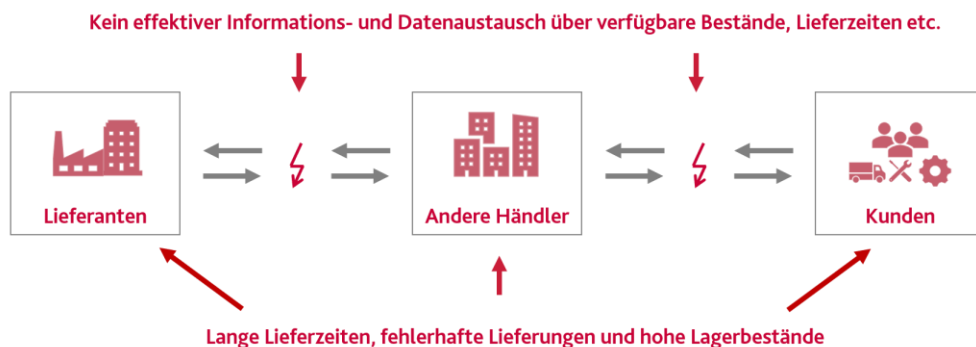 Kein effektiver Informations- und Datenaustausch über verfügbare Bestände, Lieferzeiten etc.
Lieferanten
Andere Händler
Kunden
Lange Lieferzeiten, fehlerhafte Lieferungen und hohe Lagerbestände